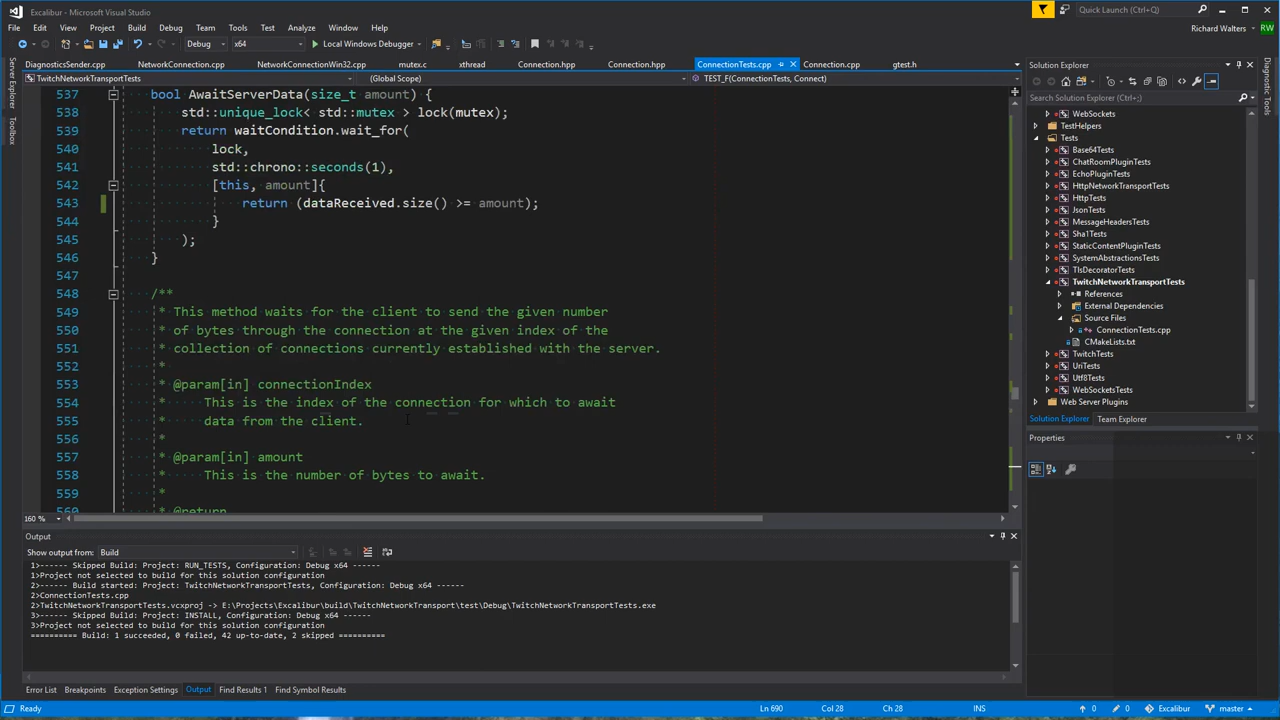 Excalibur - Microsoft Visual Studio
Quick Launch (Ctrl+Q)
File Edit View Project Build Debug Team Tools Test Analyze Window Help
Richard Walters RW
Debug x64 Local Windows Debugger
DiagnosticsSender.cpp NetworkConnection.cpp NetworkConnectionWin32.cpp mutex.c xthread Connection.hpp Connection.hpp ConnectionTests.cpp Connection.cpp gtest.h
TwitchNetworkTransportTests (Global Scope) TEST_F(ConnectionTests, Connect)
Server Explorer
Toolbox
537 bool AwaitServerData(size_t amount) {
538 std::unique_lock< std::mutex > lock(mutex);
539 return waitCondition.wait_for(
540 lock,
541 std::chrono::seconds(1),
542 [this, amount]{
543 return (dataReceived.size() >= amount);
544 }
545 );
546 }
547
548 /**
549 * This method waits for the client to send the given number
550 * of bytes through the connection at the given index of the
551 * collection of connections currently established with the server.
552 *
553 * @param[in] connectionIndex
554 * This is the index of the connection for which to await
555 * data from the client.
556 *
557 * @param[in] amount
558 * This is the number of bytes to await.
559 *
560 * @return
160 %
Output
Show output from: Build
1>------ Skipped Build: Project: RUN_TESTS, Configuration: Debug x64 ------
1>Project not selected to build for this solution configuration
2>------ Build started: Project: TwitchNetworkTransportTests, Configuration: Debug x64 ------
2>ConnectionTests.cpp
2>TwitchNetworkTransportTests.vcxproj -> E:\Projects\Excalibur\build\TwitchNetworkTransport\test\Debug\TwitchNetworkTransportTests.exe
3>------ Skipped Build: Project: INSTALL, Configuration: Debug x64 ------
3>Project not selected to build for this solution configuration
========== Build: 1 succeeded, 0 failed, 42 up-to-date, 2 skipped ==========
Error List Breakpoints Exception Settings Output Find Results 1 Find Symbol Results
Solution Explorer
Search Solution Explorer (Ctrl+;)
WebSockets
TestHelpers
Tests
Base64Tests
ChatRoomPluginTests
EchoPluginTests
HttpNetworkTransportTests
HttpTests
JsonTests
MessageHeadersTests
Sha1Tests
StaticContentPluginTests
SystemAbstractionsTests
TlsDecoratorTests
TwitchNetworkTransportTests
References
External Dependencies
Source Files
ConnectionTests.cpp
CMakeLists.txt
TwitchTests
UriTests
Utf8Tests
WebSocketsTests
Web Server Plugins
Solution Explorer Team Explorer
Properties
Diagnostic Tools
Ready Ln 690 Col 28 Ch 28 INS 0 0 Excalibur master